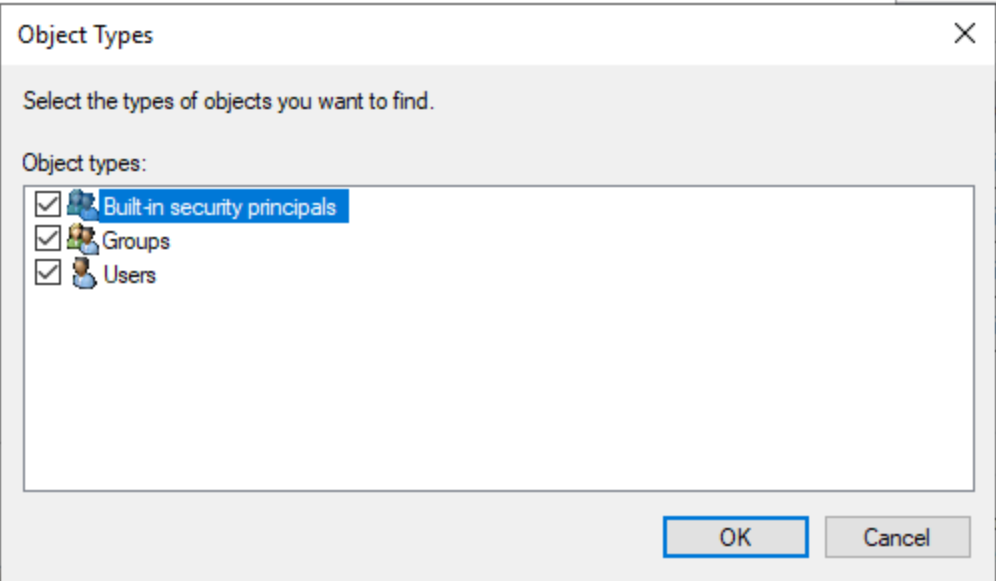 Object Types
Select the types of objects you want to find.
Object types:
Built-in security principals
Groups
Users
OK
Cancel